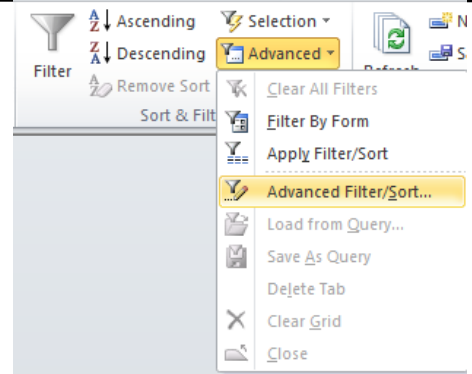 Filter
Ascending
Descending
Remove Sort
Selection
Advanced
Refresh
Sort & Filt
Clear All Filters
Filter By Form
Apply Filter/Sort
Advanced Filter/Sort...
Load from Query...
Save As Query
Delete Tab
Clear Grid
Close